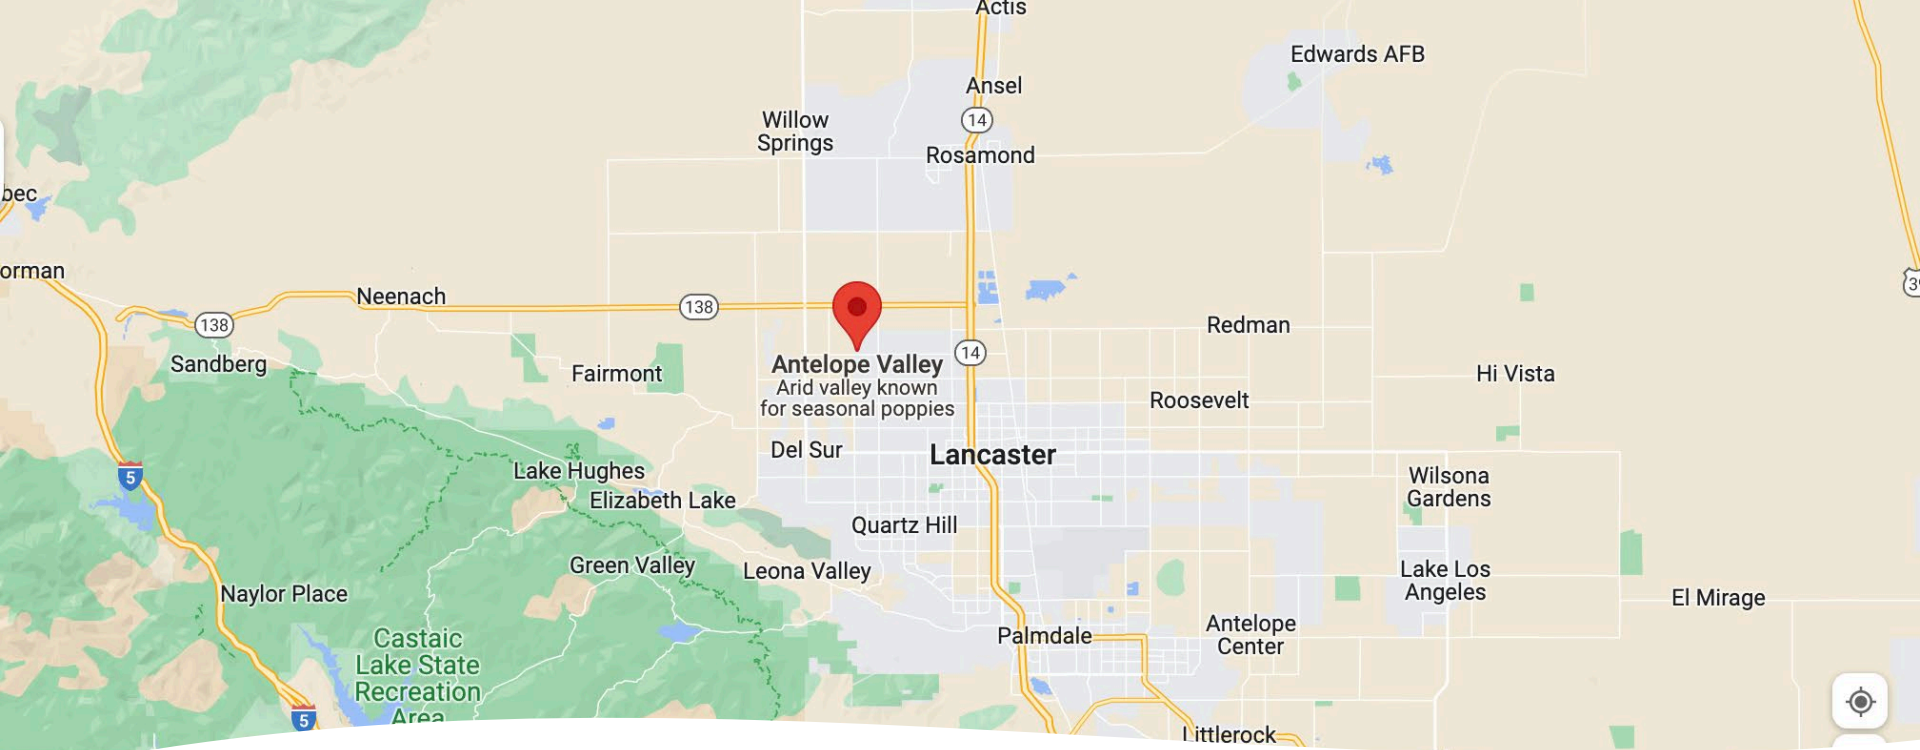 Actis
Edwards AFB
Ansel
Willow
Springs
14
Rosamond
bec
orman
39
Neenach
138
138
Redman
Sandberg
14
Fairmont
Antelope Valley
Arid valley known
for seasonal poppies
Hi Vista
Roosevelt
Del Sur
Lancaster
5
Lake Hughes
Elizabeth Lake
Wilsona
Gardens
Quartz Hill
Green Valley
Leona Valley
Lake Los
Angeles
Naylor Place
El Mirage
Castaic
Lake State
Recreation
Area
Palmdale
Antelope
Center
5
Littlerock